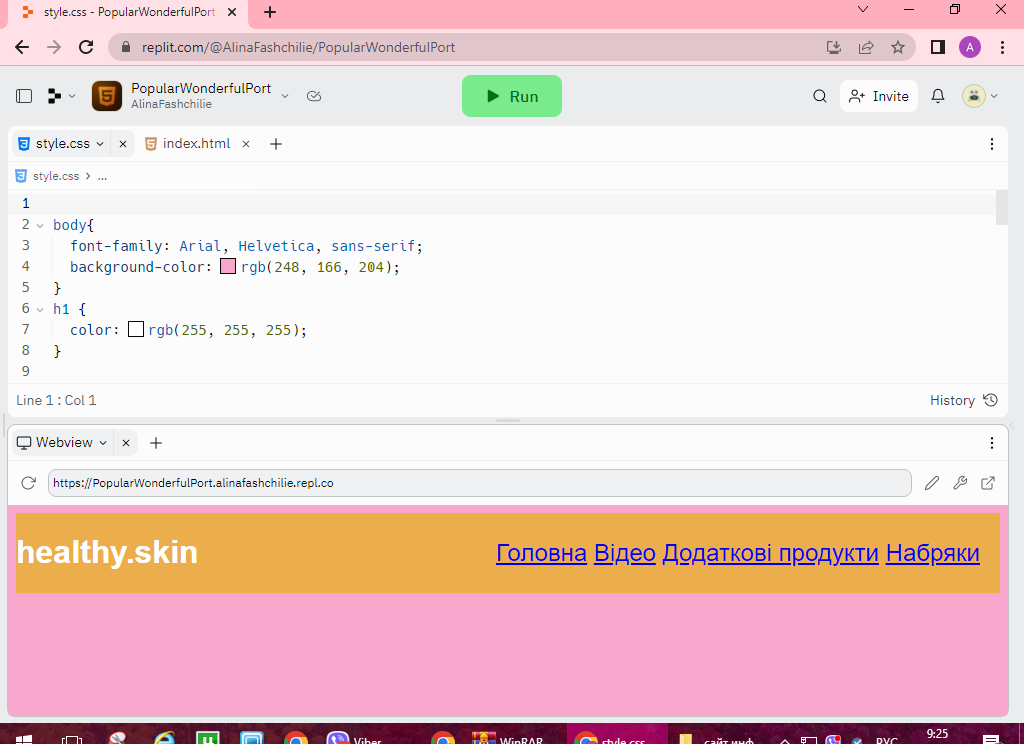 style.css - PopularWonderfulPort
replit.com/@AlinaFashchilie/PopularWonderfulPort
A
PopularWonderfulPort
AlinaFashchilie
Run
Invite
style.css
index.html
style.css > ...
1
2 body{
3 font-family: Arial, Helvetica, sans-serif;
4 background-color: rgb(248, 166, 204);
5 }
6 h1 {
7 color: rgb(255, 255, 255);
8 }
9
Line 1 : Col 1
History
Webview
https://PopularWonderfulPort.alinafashchilie.repl.co
healthy.skin
Головна Відео Додаткові продукти Набряки
Viber
WinRAR
style.css
сайт инф
РУС
9:25